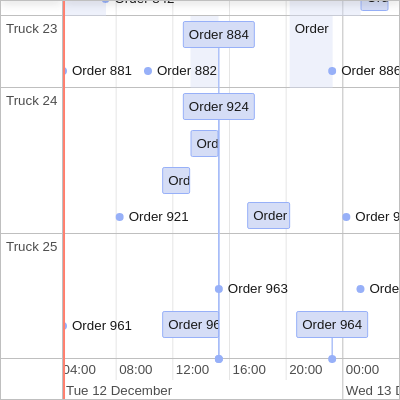 Truck 23
Order 884
Order
Order 881
Order 882
Order 886
Truck 24
Order 924
Ord
Ord
Order 921
Order
Order 9
Truck 25
Order 963
Orde
Order 961
Order 96
Order 964
04:00 08:00 12:00 16:00 20:00 00:00
Tue 12 December
Wed 13 D